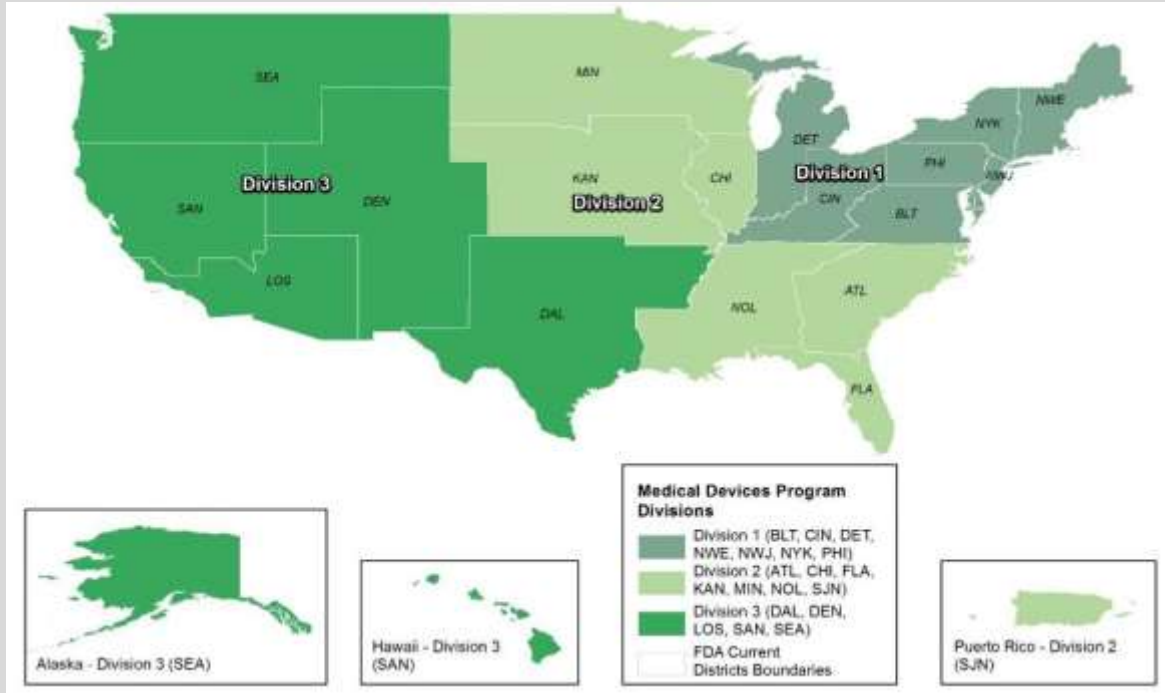 SEA
MIN
NWE
NYK
DET
PHI
NWJ
Division 1
CHI
KAN
Division 3
DEN
SAN
Division 2
CIN
BLT
LOS
ATL
NOL
DAL
FLA
Medical Devices Program
Divisions
Division 1 (BLT, CIN, DET,
NWE, NWJ, NYK, PHI)
Division 2 (ATL, CHI, FLA,
KAN, MIN, NOL, SJN)
Division 3 (DAL, DEN,
LOS, SAN, SEA)
FDA Current
Districts Boundaries
Alaska - Division 3 (SEA)
Hawaii - Division 3
(SAN)
Puerto Rico - Division 2
(SJN)